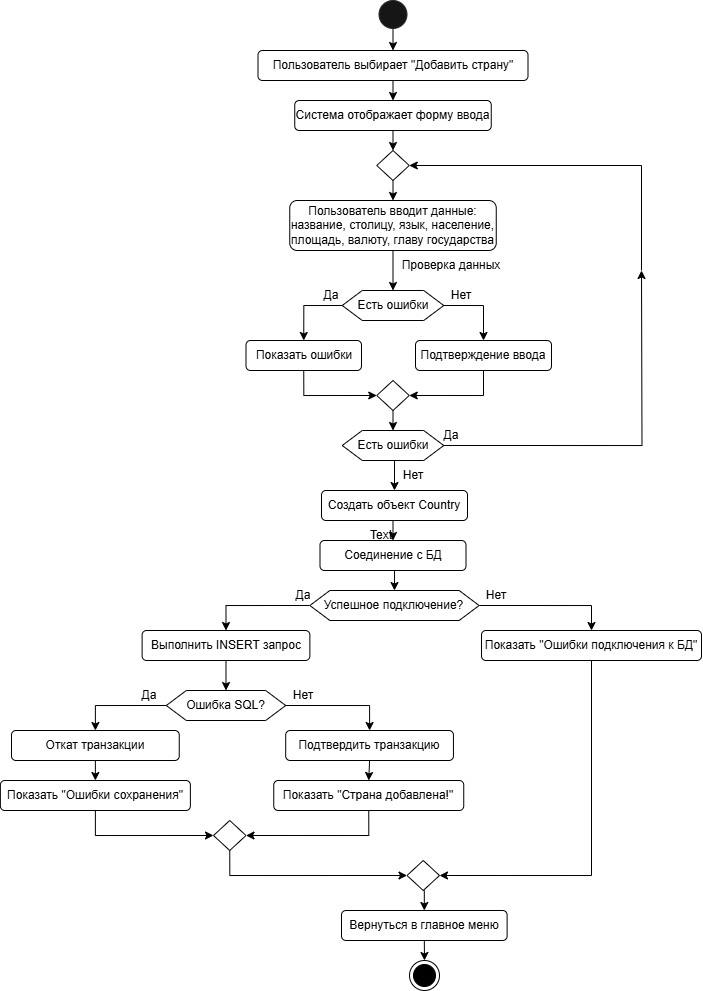 Пользователь выбирает "Добавить страну"
Система отображает форму ввода
Пользователь вводит данные:
название, столицу, язык, население,
площадь, валюту, главу государства
Проверка данных
Да
Есть ошибки
Нет
Показать ошибки
Подтверждение ввода
Есть ошибки
Да
Нет
Создать объект Country
Text
Соединение с БД
Да
Успешное подключение?
Нет
Выполнить INSERT запрос
Показать "Ошибки подключения к БД"
Да
Ошибка SQL?
Нет
Откат транзакции
Подтвердить транзакцию
Показать "Ошибки сохранения"
Показать "Страна добавлена!"
Вернуться в главное меню